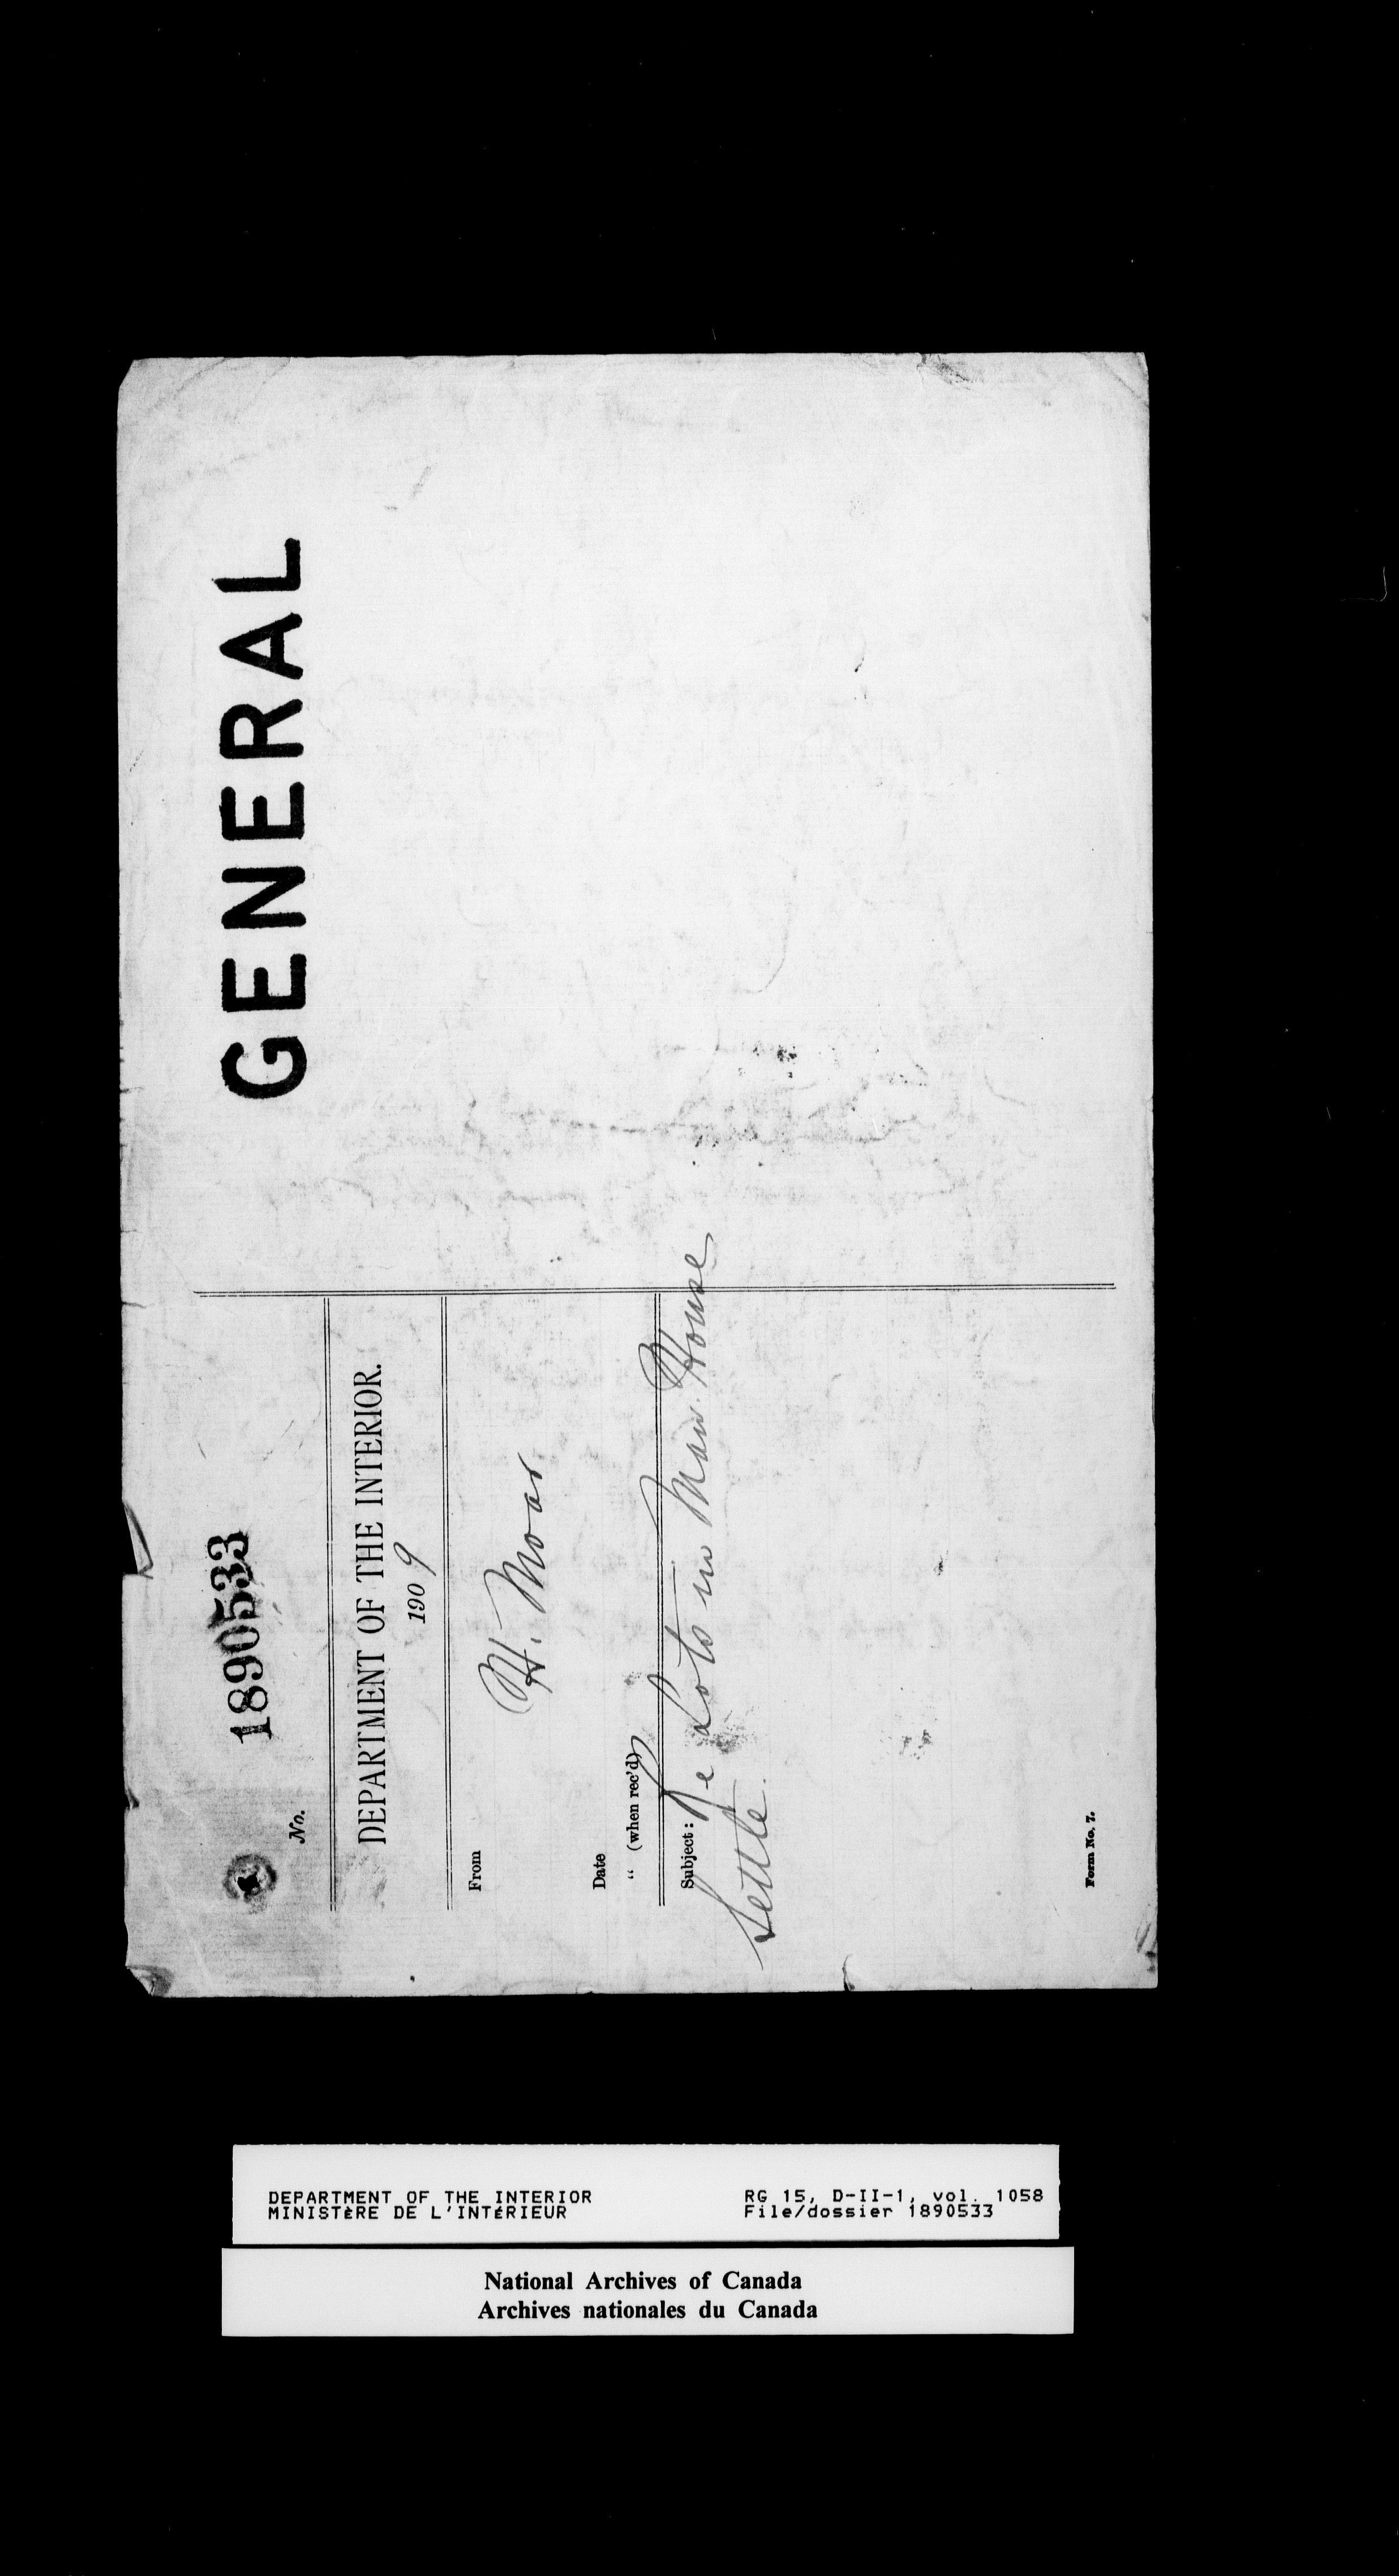 GENERAL
1890533
No.
DEPARTMENT OF THE INTERIOR.
1909
From
H. Moar
Date
" (when rec'd)
Subject: Re Lots in Man. House
Settle.
Form No. 7.
DEPARTMENT OF THE INTERIOR
MINISTÈRE DE L'INTÉRIEUR
RG 15, D-II-1, vol. 1058
File/dossier 1890533
National Archives of Canada
Archives nationales du Canada